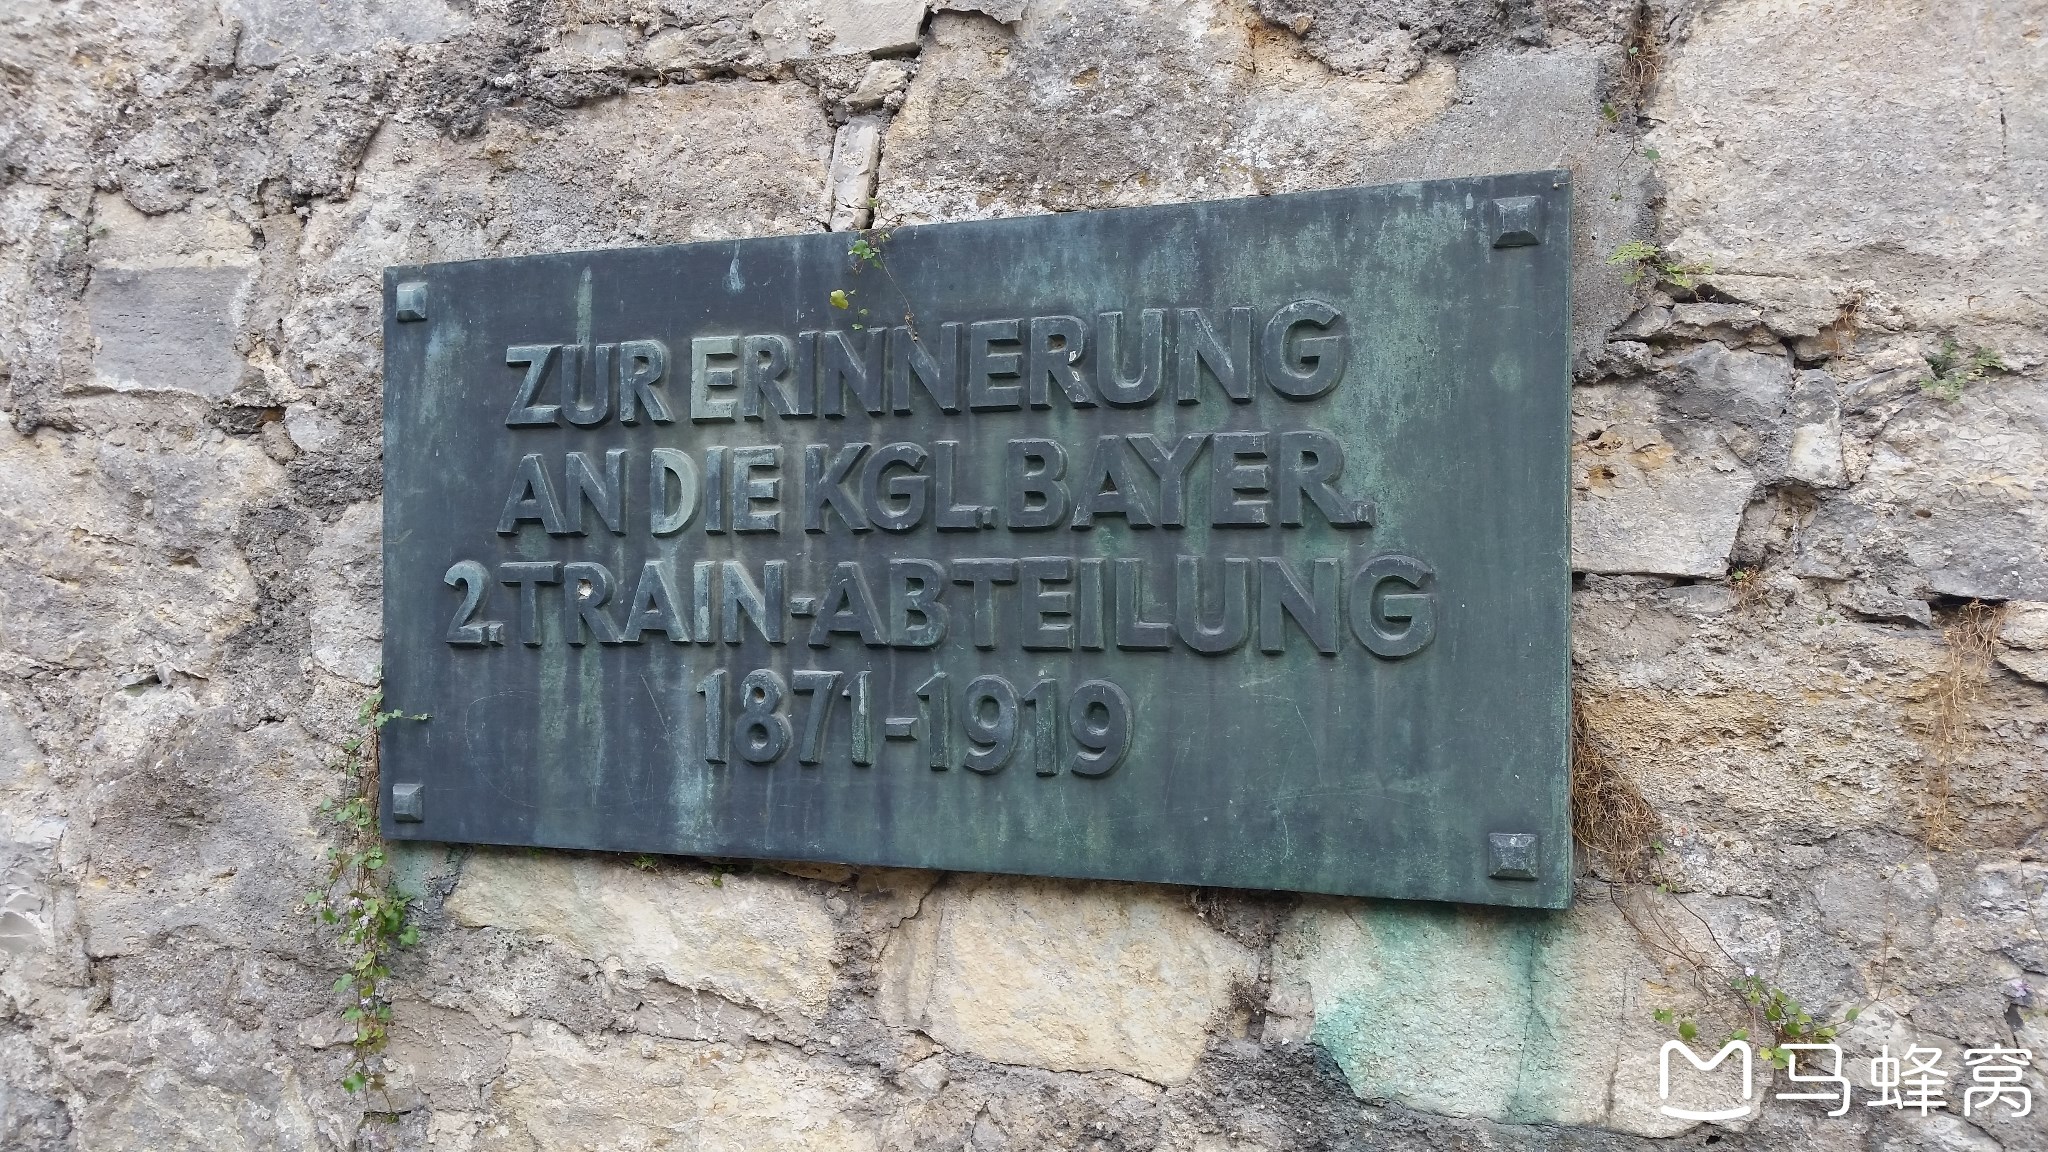 ZUR ERINNERUNG
AN DIE KGL. BAYER.
2. TRAIN-ABTEILUNG
1871-1919
马蜂窝